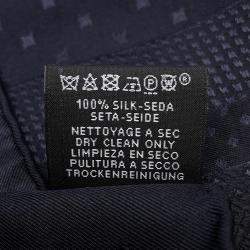 100% SILK-SEDA
SETA-SEIDE
NETTOYAGE A SEC
DRY CLEAN ONLY
LIMPIEZA EN SECO
PULITURA A SECCO
TROCKENREINIGUNG